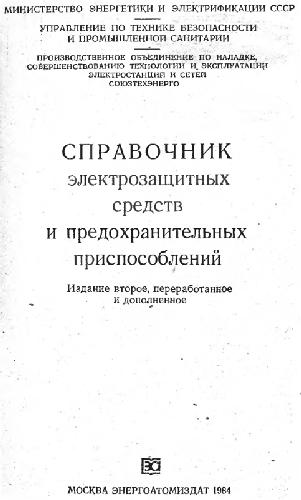 МИНИСТЕРСТВО ЭНЕРГЕТИКИ И ЭЛЕКТРИФИКАЦИИ СССР
УПРАВЛЕНИЕ ПО ТЕХНИКЕ БЕЗОПАСНОСТИ
И ПРОМЫШЛЕННОЙ САНИТАРИИ
ПРОИЗВОДСТВЕННОЕ ОБЪЕДИНЕНИЕ ПО НАЛАДКЕ,
СОВЕРШЕНСТВОВАНИЮ ТЕХНОЛОГИИ И ЭКСПЛУАТАЦИИ
ЭЛЕКТРОСТАНЦИЙ И СЕТЕЙ
СОЮЗТЕХЭНЕРГО
СПРАВОЧНИК
электрозащитных
средств
и предохранительных
приспособлений
Издание второе, переработанное
и дополненное
МОСКВА ЭНЕРГОАТОМИЗДАТ 1984